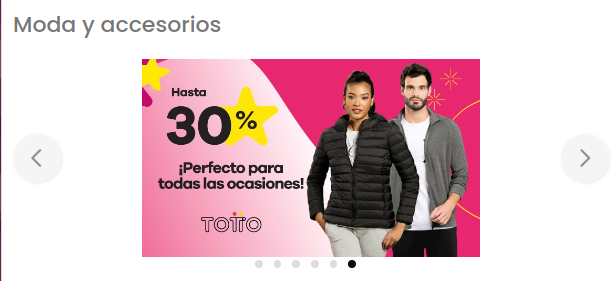 Moda y accesorios
Hasta
30%
¡Perfecto para
todas las ocasiones!
TOTTO